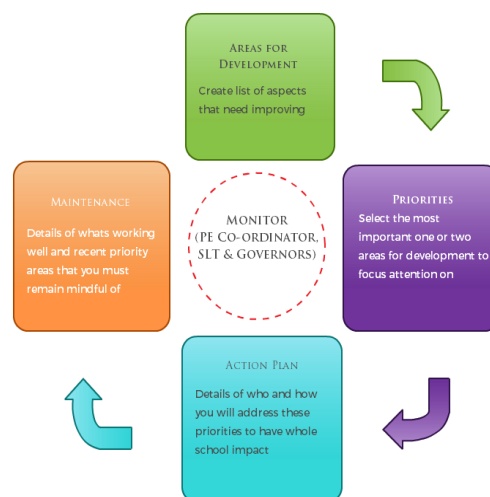 AREAS FOR
DEVELOPMENT
Create list of aspects
that need improving
PRIORITIES
Select the most
important one or two
areas for development to
focus attention on
MAINTENANCE
Details of whats working
well and recent priority
areas that you must
remain mindful of
MONITOR
(PE CO-ORDINATOR,
SLT & GOVERNORS)
ACTION PLAN
Details of who and how
you will address these
priorities to have whole
school impact